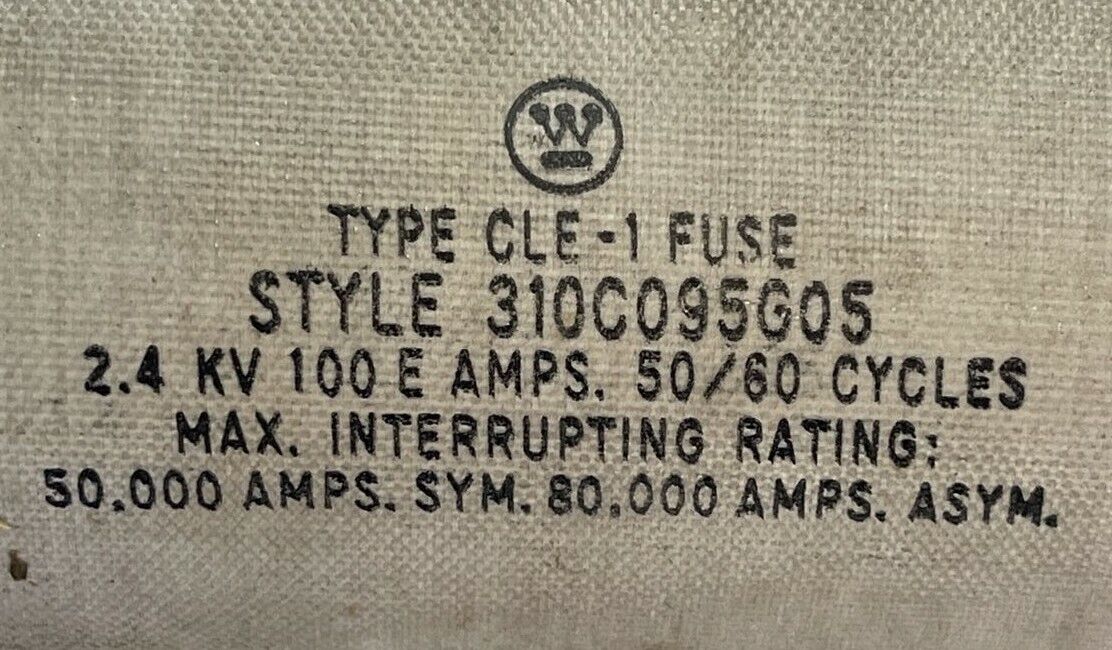 W
TYPE CLE-1 FUSE
STYLE 310C095G05
2.4 KV 100 E AMPS. 50/60 CYCLES
MAX. INTERRUPTING RATING:
50,000 AMPS. SYM. 80,000 AMPS. ASYM.